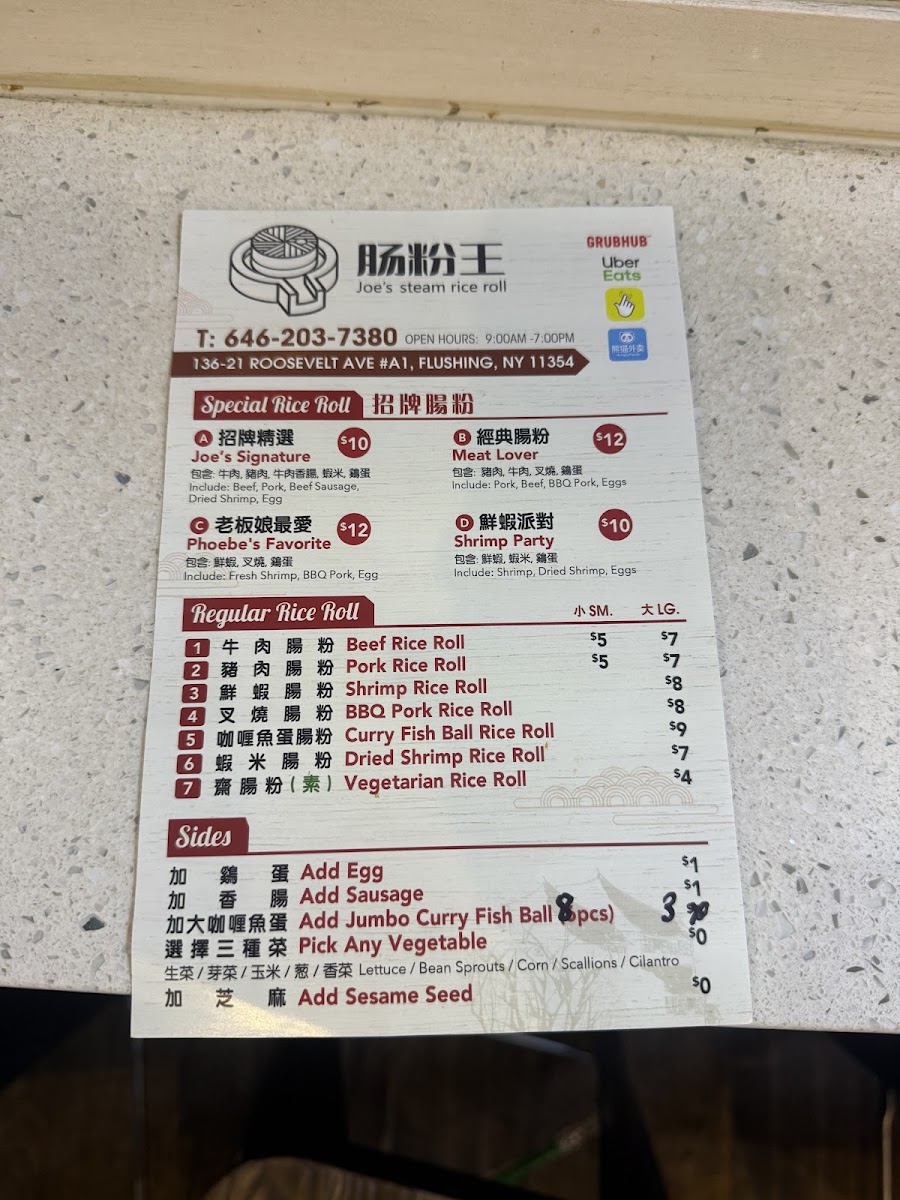 肠粉王
Joe's steam rice roll
GRUBHUB
Uber
Eats
熊猫外卖
T: 646-203-7380 OPEN HOURS: 9:00AM -7:00PM
136-21 ROOSEVELT AVE #A1, FLUSHING, NY 11354
Special Rice Roll 招牌腸粉
A 招牌精選 $10
Joe's Signature
包含: 牛肉, 豬肉, 牛肉香腸, 蝦米, 鷄蛋
Include: Beef, Pork, Beef Sausage,
Dried Shrimp, Egg
B 經典腸粉 $12
Meat Lover
包含: 豬肉, 牛肉, 叉燒, 鷄蛋
Include: Pork, Beef, BBQ Pork, Eggs
C 老板娘最愛 $12
Phoebe's Favorite
包含: 鮮蝦, 叉燒, 鷄蛋
Include: Fresh Shrimp, BBQ Pork, Egg
D 鮮蝦派對 $10
Shrimp Party
包含: 鮮蝦, 蝦米, 鷄蛋
Include: Shrimp, Dried Shrimp, Eggs
Regular Rice Roll 小 SM. 大 LG.
1 牛肉腸粉 Beef Rice Roll $5 $7
2 豬肉腸粉 Pork Rice Roll $5 $7
3 鮮蝦腸粉 Shrimp Rice Roll $8
4 叉燒腸粉 BBQ Pork Rice Roll $8
5 咖喱魚蛋腸粉 Curry Fish Ball Rice Roll $9
6 蝦米腸粉 Dried Shrimp Rice Roll $7
7 齋腸粉(素) Vegetarian Rice Roll $4
Sides
加鷄蛋 Add Egg $1
加香腸 Add Sausage $1
加大咖喱魚蛋 Add Jumbo Curry Fish Ball 8pcs) 3
選擇三種菜 Pick Any Vegetable $0
生菜 / 芽菜 / 玉米 / 葱 / 香菜 Lettuce / Bean Sprouts / Corn / Scallions / Cilantro
加芝麻 Add Sesame Seed $0